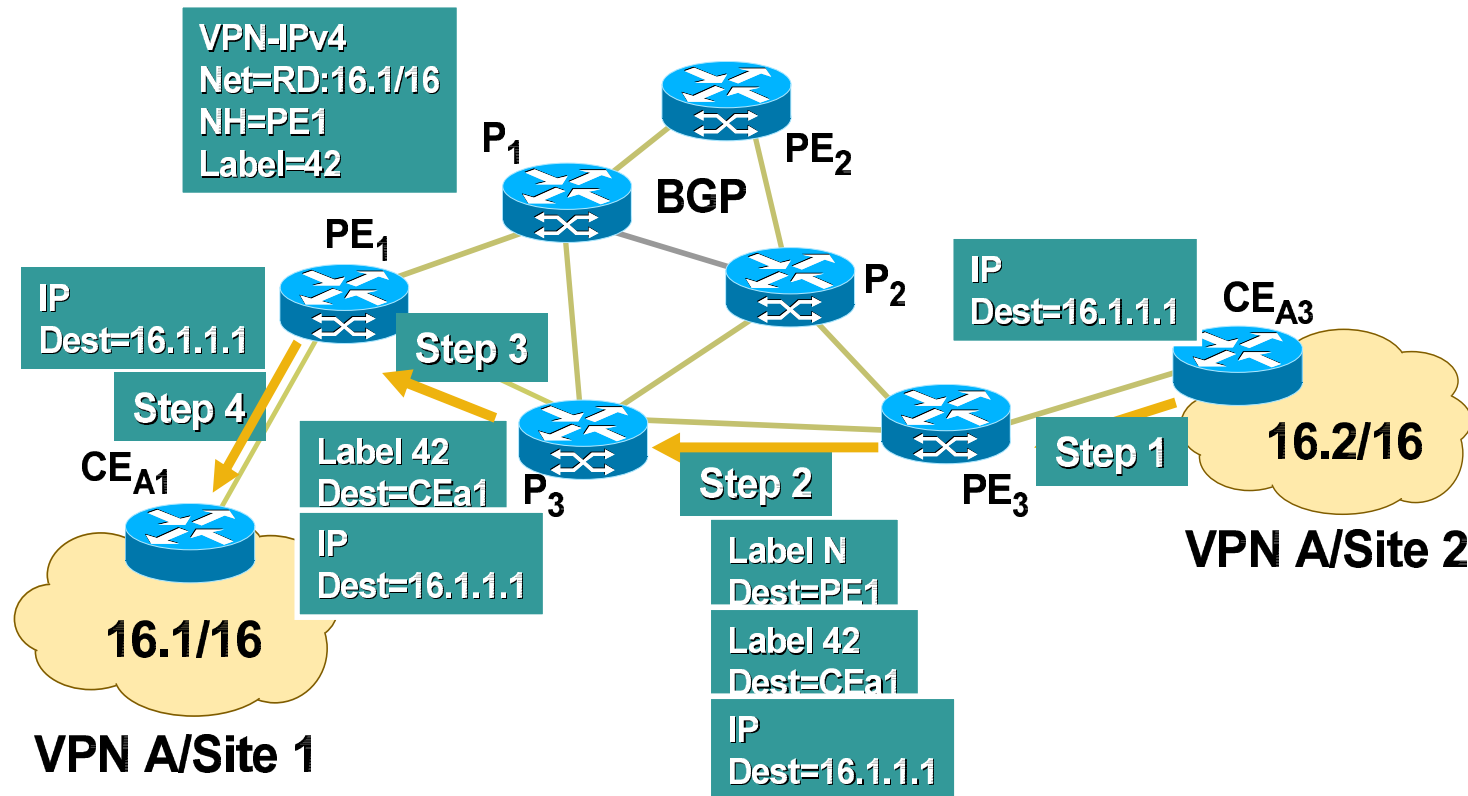 VPN-IPv4
Net=RD:16.1/16
NH=PE1
Label=42
P1
PE2
BGP
PE1
P2
IP
Dest=16.1.1.1
CEA3
IP
Dest=16.1.1.1
Step 3
Step 4
16.2/16
Step 1
CEA1
Label 42
Dest=CEa1
P3
Step 2
PE3
IP
Dest=16.1.1.1
Label N
Dest=PE1
VPN A/Site 2
16.1/16
Label 42
Dest=CEa1
VPN A/Site 1
IP
Dest=16.1.1.1